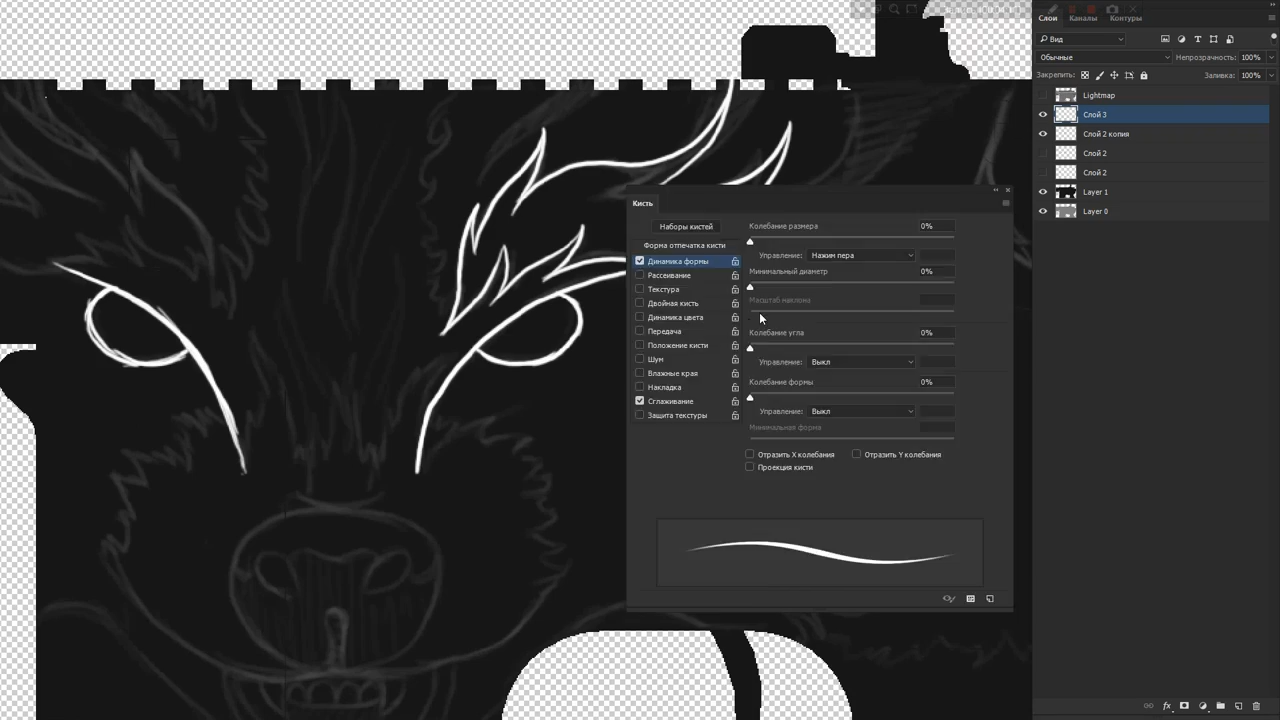 Слои Каналы Контуры
Вид
Обычные Непрозрачность: 100%
Закрепить: Заливка: 100%
Lightmap
Слой 3
Слой 2 копия
Слой 2
Слой 2
Layer 1
Layer 0
Кисть
Наборы кистей
Форма отпечатка кисти
Динамика формы
Рассеивание
Текстура
Двойная кисть
Динамика цвета
Передача
Положение кисти
Шум
Влажные края
Накладка
Сглаживание
Защита текстуры
Колебание размера 0%
Управление: Нажим пера
Минимальный диаметр 0%
Масштаб наклона
Колебание угла 0%
Управление: Выкл
Колебание формы 0%
Управление: Выкл
Минимальная форма
Отразить X колебания Отразить Y колебания
Проекция кисти